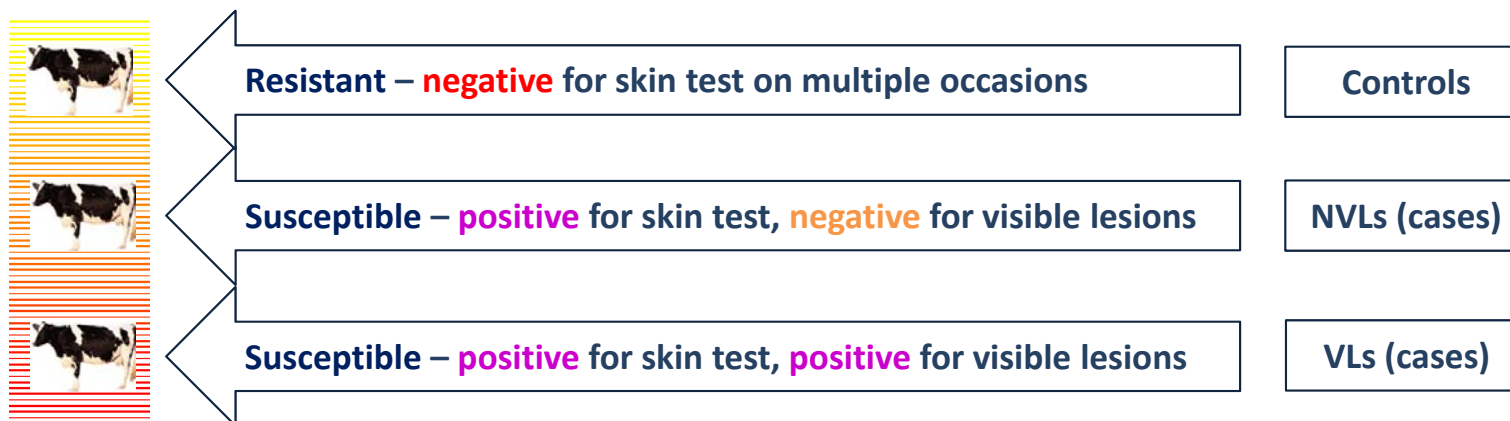 Resistant – negative for skin test on multiple occasions
Controls
Susceptible – positive for skin test, negative for visible lesions
NVLs (cases)
Susceptible – positive for skin test, positive for visible lesions
VLs (cases)